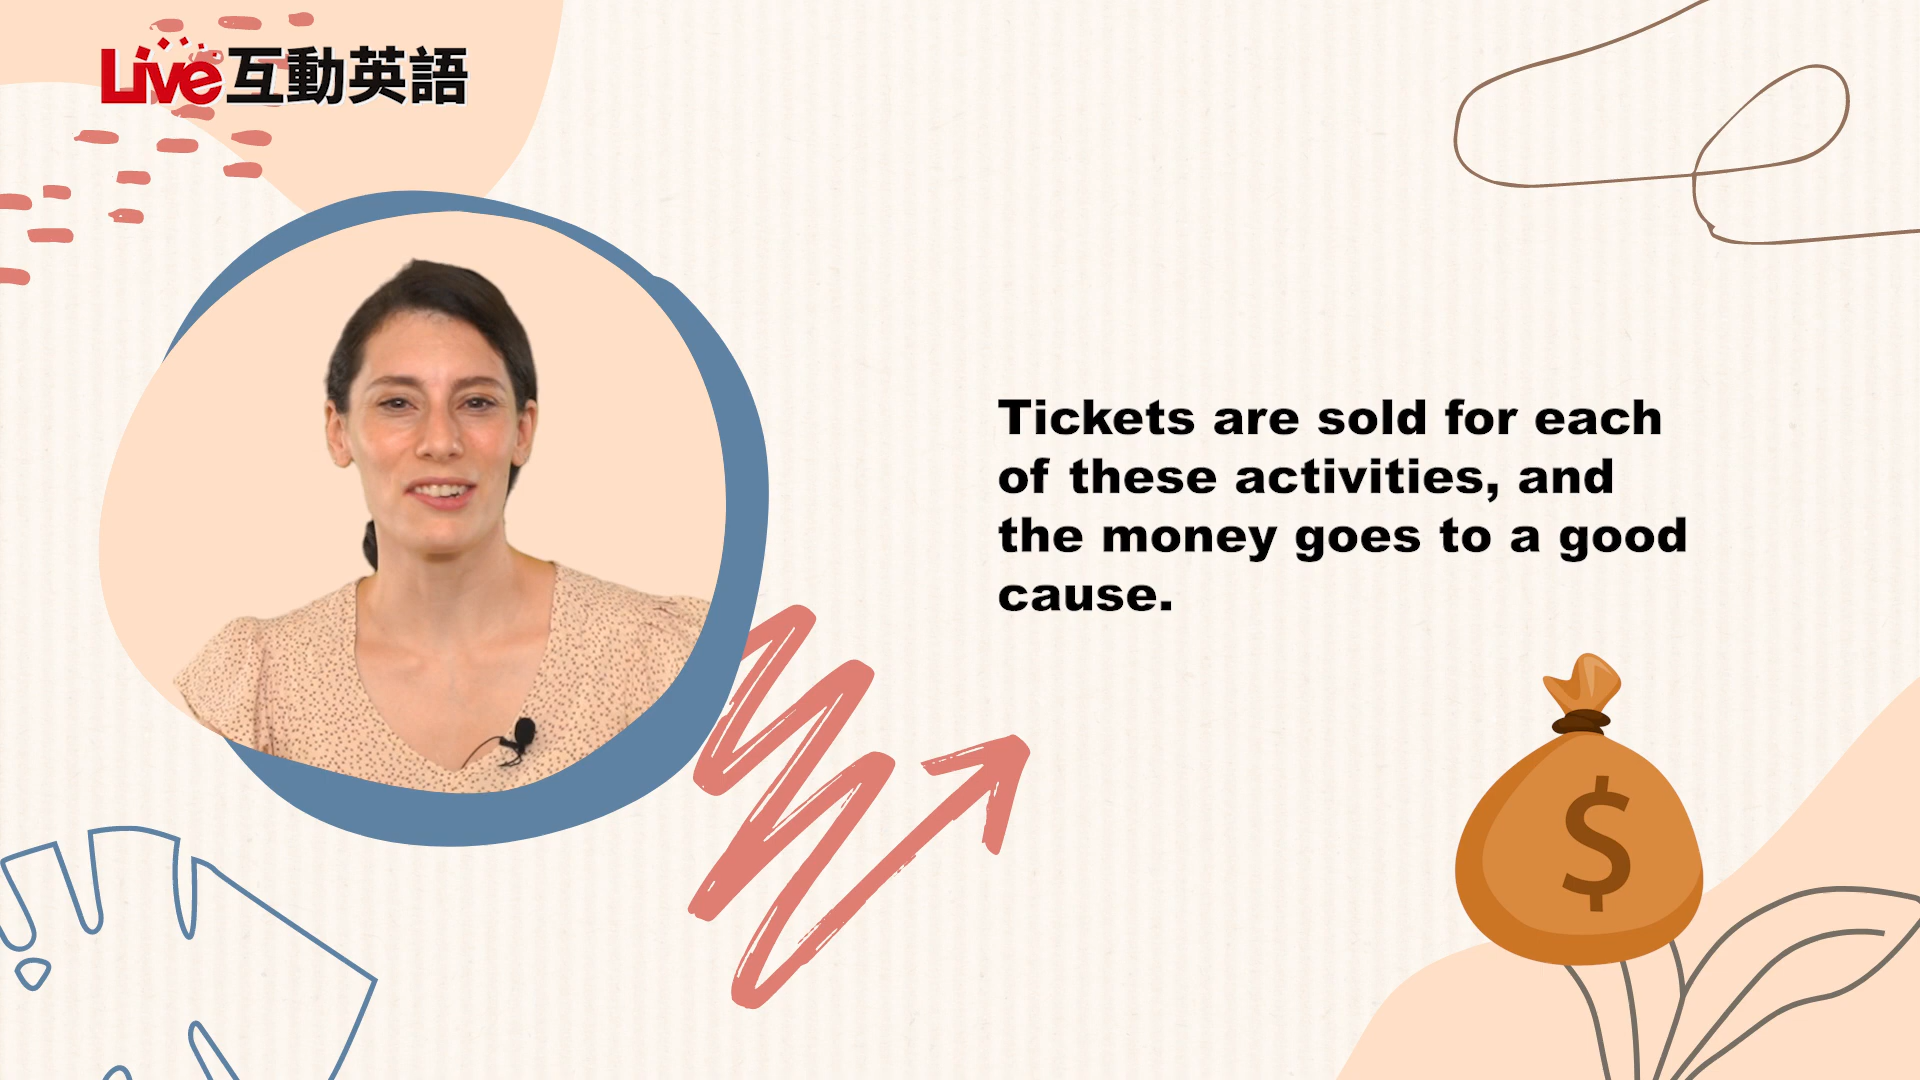 Live互動英語
Tickets are sold for each
of these activities, and
the money goes to a good
cause.
$